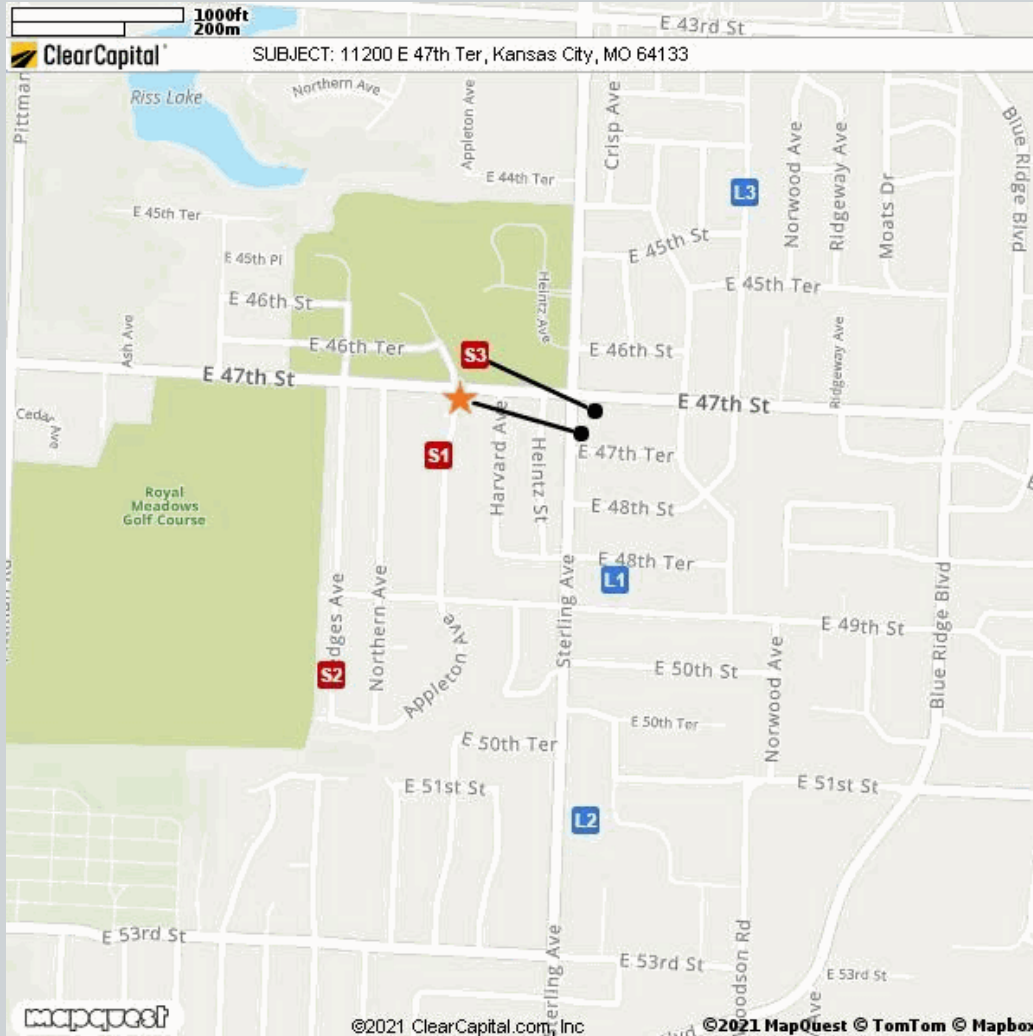 1000ft
200m
E 43rd St
ClearCapital
SUBJECT: 11200 E 47th Ter, Kansas City, MO 64133
Pittman
Riss Lake
Northern Ave
Appleton Ave
Crisp Ave
Norwood Ave
Ridgeway Ave
Moats Dr
Blue Ridge Blvd
E 44th Ter
L3
E 45th Ter
E 45th St
E 45th Pl
E 45th Ter
E 46th St
Heintz Ave
Ash Ave
E 46th Ter
S3
E 46th St
Ridgeway Ave
E 47th St
E 47th St
Cedar
Ave
S1
Harvard Ave
Heintz St
E 47th Ter
Royal
Meadows
Golf Course
E 48th St
E 48th Ter
L1
Sterling Ave
Northern Ave
E 49th St
Blue Ridge Blvd
S2
Appleton Ave
E 50th St
Norwood Ave
E 50th Ter
E 50th Ter
E 51st St
E 51st St
L2
E 53rd St
E 53rd St
E 53rd St
mapquest
©2021 ClearCapital.com, Inc
©2021 MapQuest © TomTom © Mapbox